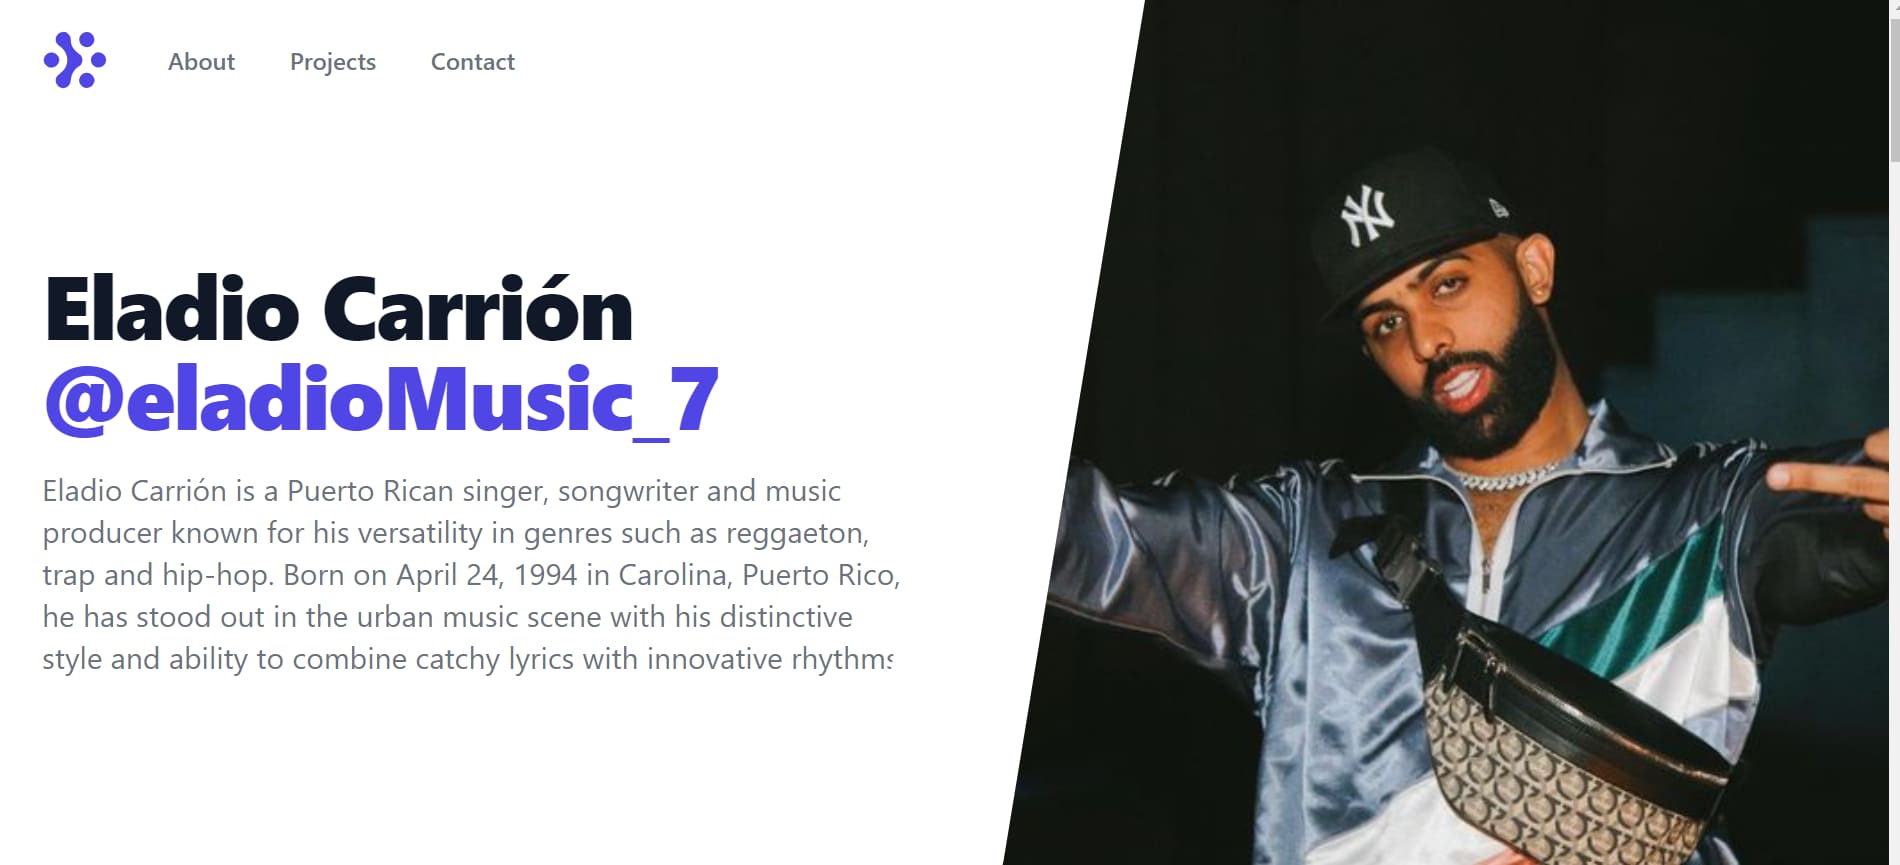 About Projects Contact
Eladio Carrión
@eladioMusic_7
Eladio Carrión is a Puerto Rican singer, songwriter and music
producer known for his versatility in genres such as reggaeton,
trap and hip-hop. Born on April 24, 1994 in Carolina, Puerto Rico,
he has stood out in the urban music scene with his distinctive
style and ability to combine catchy lyrics with innovative rhythms
NY